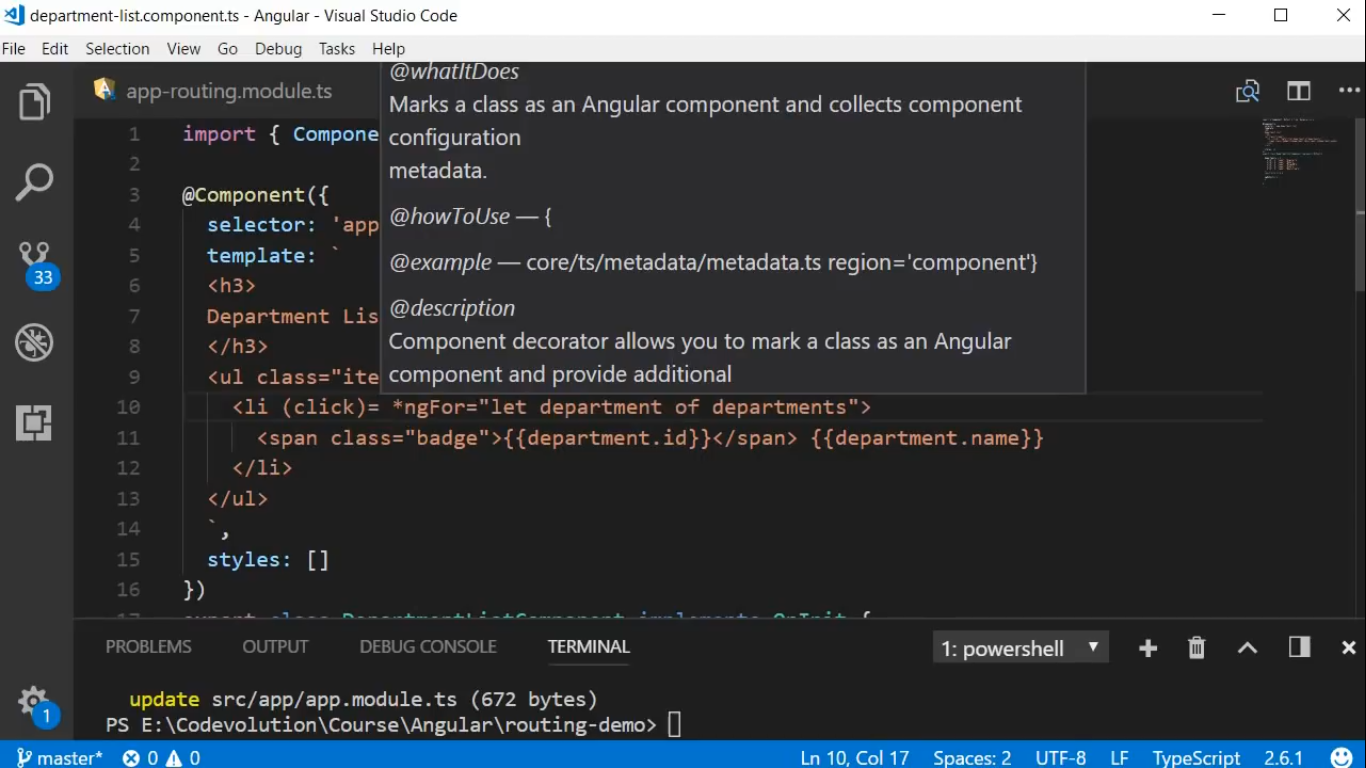 department-list.component.ts - Angular - Visual Studio Code
File Edit Selection View Go Debug Tasks Help
app-routing.module.ts
@whatItDoes
Marks a class as an Angular component and collects component
configuration
metadata.
@howToUse — {
@example — core/ts/metadata/metadata.ts region='component'}
@description
Component decorator allows you to mark a class as an Angular
component and provide additional
1 import { Compone
2
3 @Component({
4 selector: 'app
5 template: `
6 <h3>
7 Department Lis
8 </h3>
9 <ul class="ite
10 <li (click)= *ngFor="let department of departments">
11 <span class="badge">{{department.id}}</span> {{department.name}}
12 </li>
13 </ul>
14 `,
15 styles: []
16 })
17 export class DepartmentListComponent implements OnInit {
33
1
PROBLEMS OUTPUT DEBUG CONSOLE TERMINAL 1: powershell
update src/app/app.module.ts (672 bytes)
PS E:\Codevolution\Course\Angular\routing-demo>
master* 0 0 Ln 10, Col 17 Spaces: 2 UTF-8 LF TypeScript 2.6.1